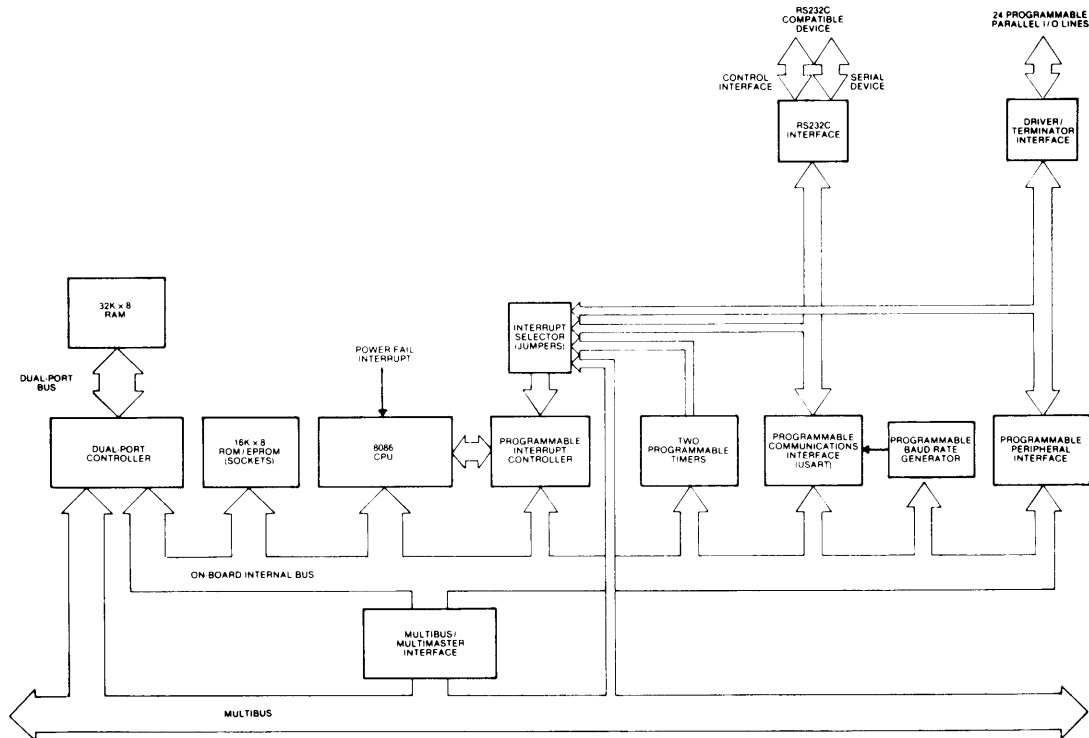 RS232C
COMPATIBLE
DEVICE
24 PROGRAMMABLE
PARALLEL I/O LINES
CONTROL
INTERFACE
SERIAL
DEVICE
RS232C
INTERFACE
DRIVER/
TERMINATOR
INTERFACE
32K x 8
RAM
INTERRUPT
SELECTOR
(JUMPERS)
POWER FAIL
INTERRUPT
DUAL-PORT
BUS
DUAL-PORT
CONTROLLER
16K x 8
ROM/EPROM
(SOCKETS)
8086
CPU
PROGRAMMABLE
INTERRUPT
CONTROLLER
TWO
PROGRAMMABLE
TIMERS
PROGRAMMABLE
COMMUNICATIONS
INTERFACE
(USART)
PROGRAMMABLE
BAUD RATE
GENERATOR
PROGRAMMABLE
PERIPHERAL
INTERFACE
ON-BOARD INTERNAL BUS
MULTIBUS/
MULTIMASTER
INTERFACE
MULTIBUS